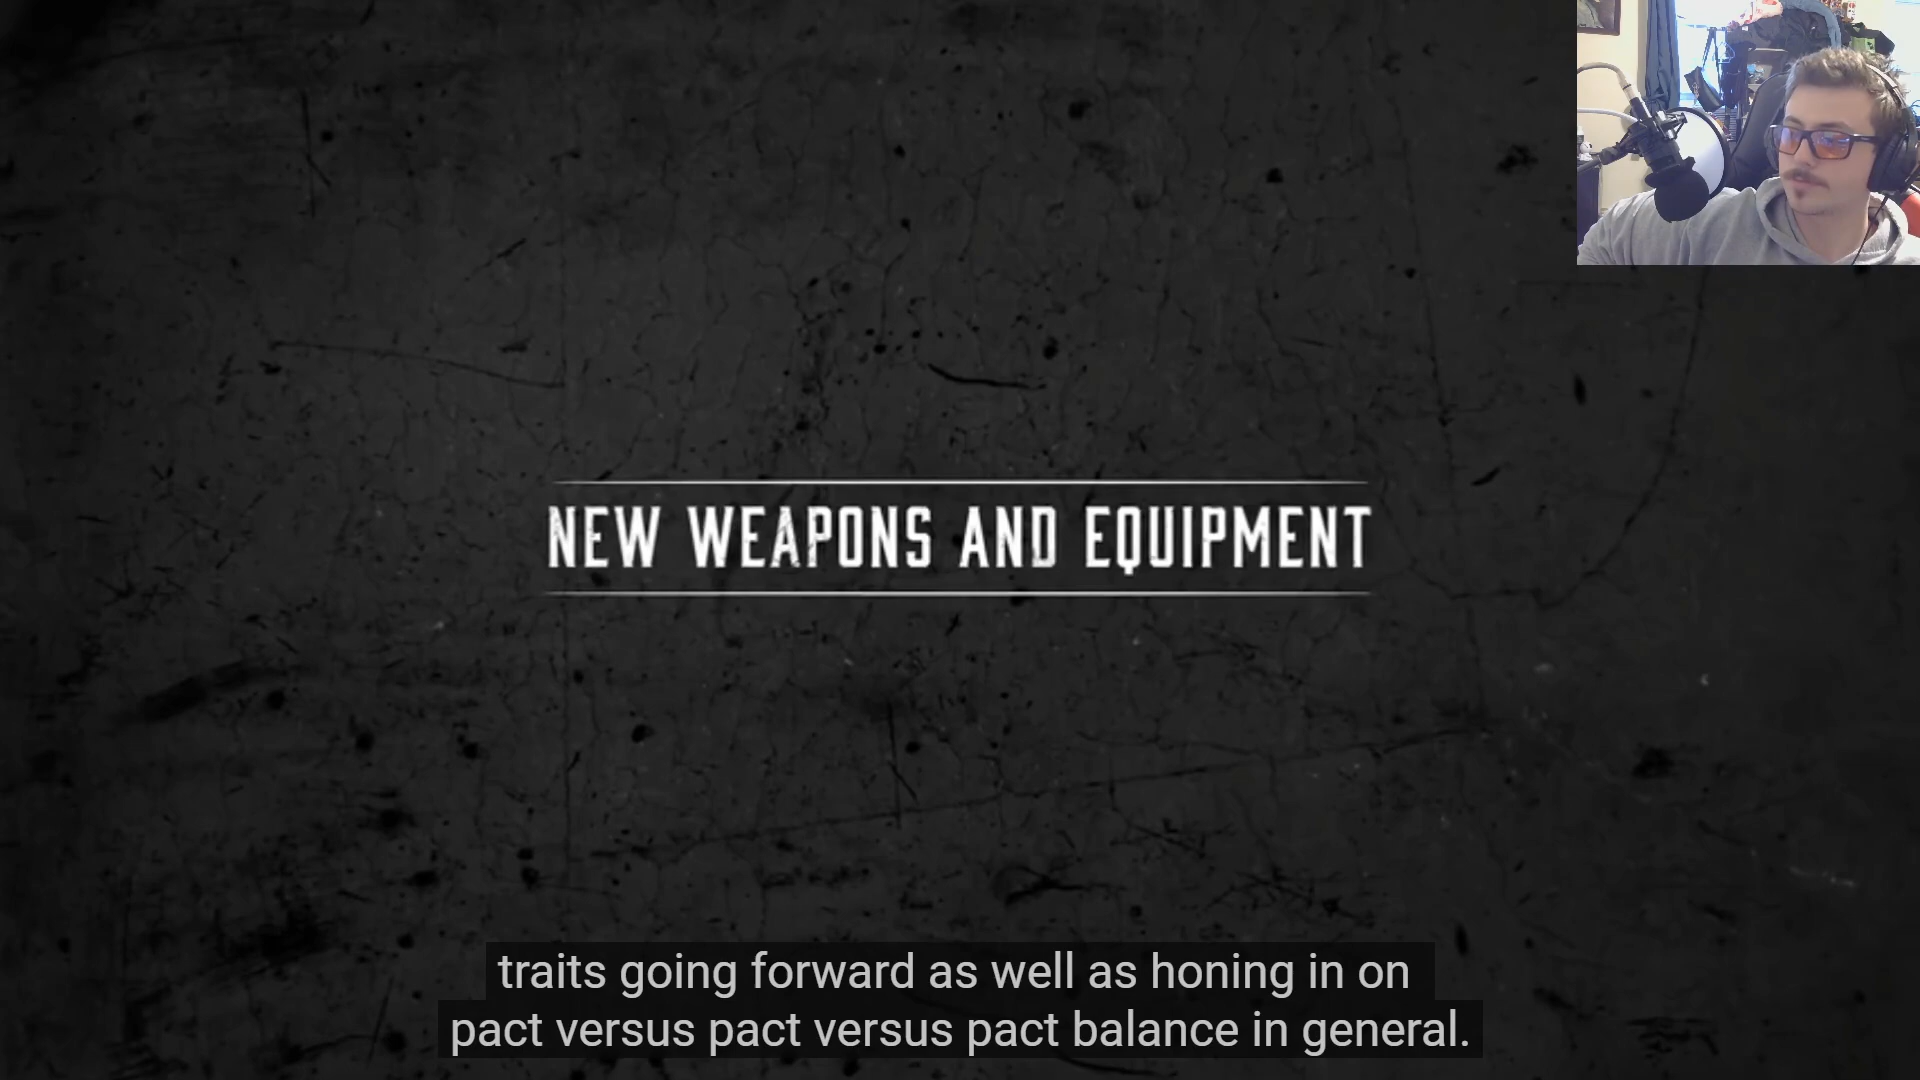 NEW WEAPONS AND EQUIPMENT
traits going forward as well as honing in on
pact versus pact versus pact balance in general.